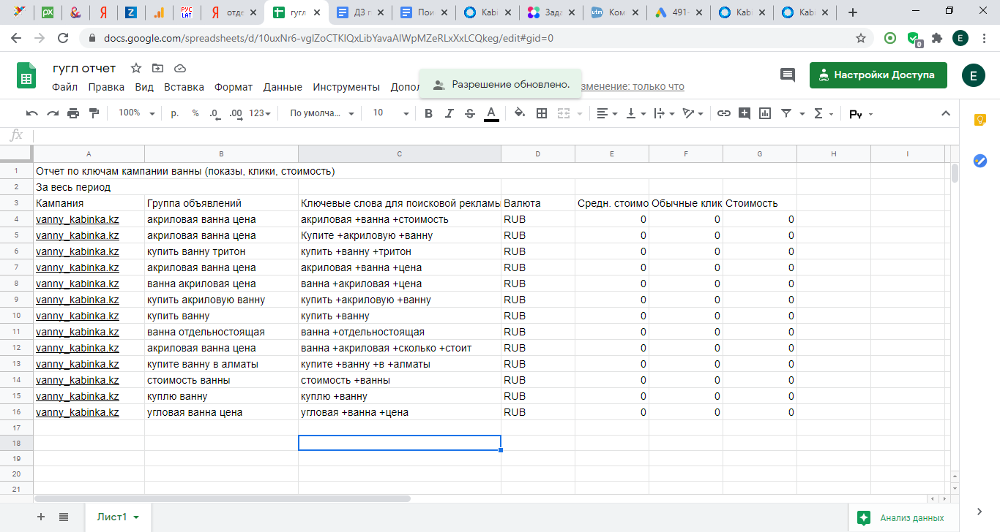 РУС LAT
отде
гугл
ДЗ г
Пои
Kabi
Зада
Ком
491-
Kabi
Kabi
docs.google.com/spreadsheets/d/10uxNr6-vgIZoCTKlQxLibYavaAlWpMZeRLxXxLCQkeg/edit#gid=0
0
E
гугл отчет
Файл Правка Вид Вставка Формат Данные Инструменты Допол
Разрешение обновлено.
зменение: только что
Настройки Доступа
E
100% р. % .0 .00 123 По умолча... 10 B I S A Σ Ру
fx
A B C D E F G H I
1 Отчет по ключам кампании ванны (показы, клики, стоимость)
2 За весь период
3 Кампания Группа объявлений Ключевые слова для поисковой рекламы Валюта Средн. стоимо Обычные клик Стоимость
4 vanny_kabinka.kz акриловая ванна цена акриловая +ванна +стоимость RUB 0 0 0
5 vanny_kabinka.kz акриловая ванна цена Купите +акриловую +ванну RUB 0 0 0
6 vanny_kabinka.kz купить ванну тритон купить +ванну +тритон RUB 0 0 0
7 vanny_kabinka.kz акриловая ванна цена акриловая +ванна +цена RUB 0 0 0
8 vanny_kabinka.kz ванна акриловая цена ванна +акриловая +цена RUB 0 0 0
9 vanny_kabinka.kz купить акриловую ванну купить +акриловую +ванну RUB 0 0 0
10 vanny_kabinka.kz купить ванну купить +ванну RUB 0 0 0
11 vanny_kabinka.kz ванна отдельностоящая ванна +отдельностоящая RUB 0 0 0
12 vanny_kabinka.kz акриловая ванна цена ванна +акриловая +сколько +стоит RUB 0 0 0
13 vanny_kabinka.kz купите ванну в алматы купите +ванну +в +алматы RUB 0 0 0
14 vanny_kabinka.kz стоимость ванны стоимость +ванны RUB 0 0 0
15 vanny_kabinka.kz куплю ванну куплю +ванну RUB 0 0 0
16 vanny_kabinka.kz угловая ванна цена угловая +ванна +цена RUB 0 0 0
17
18
19
20
21
Лист1
Анализ данных